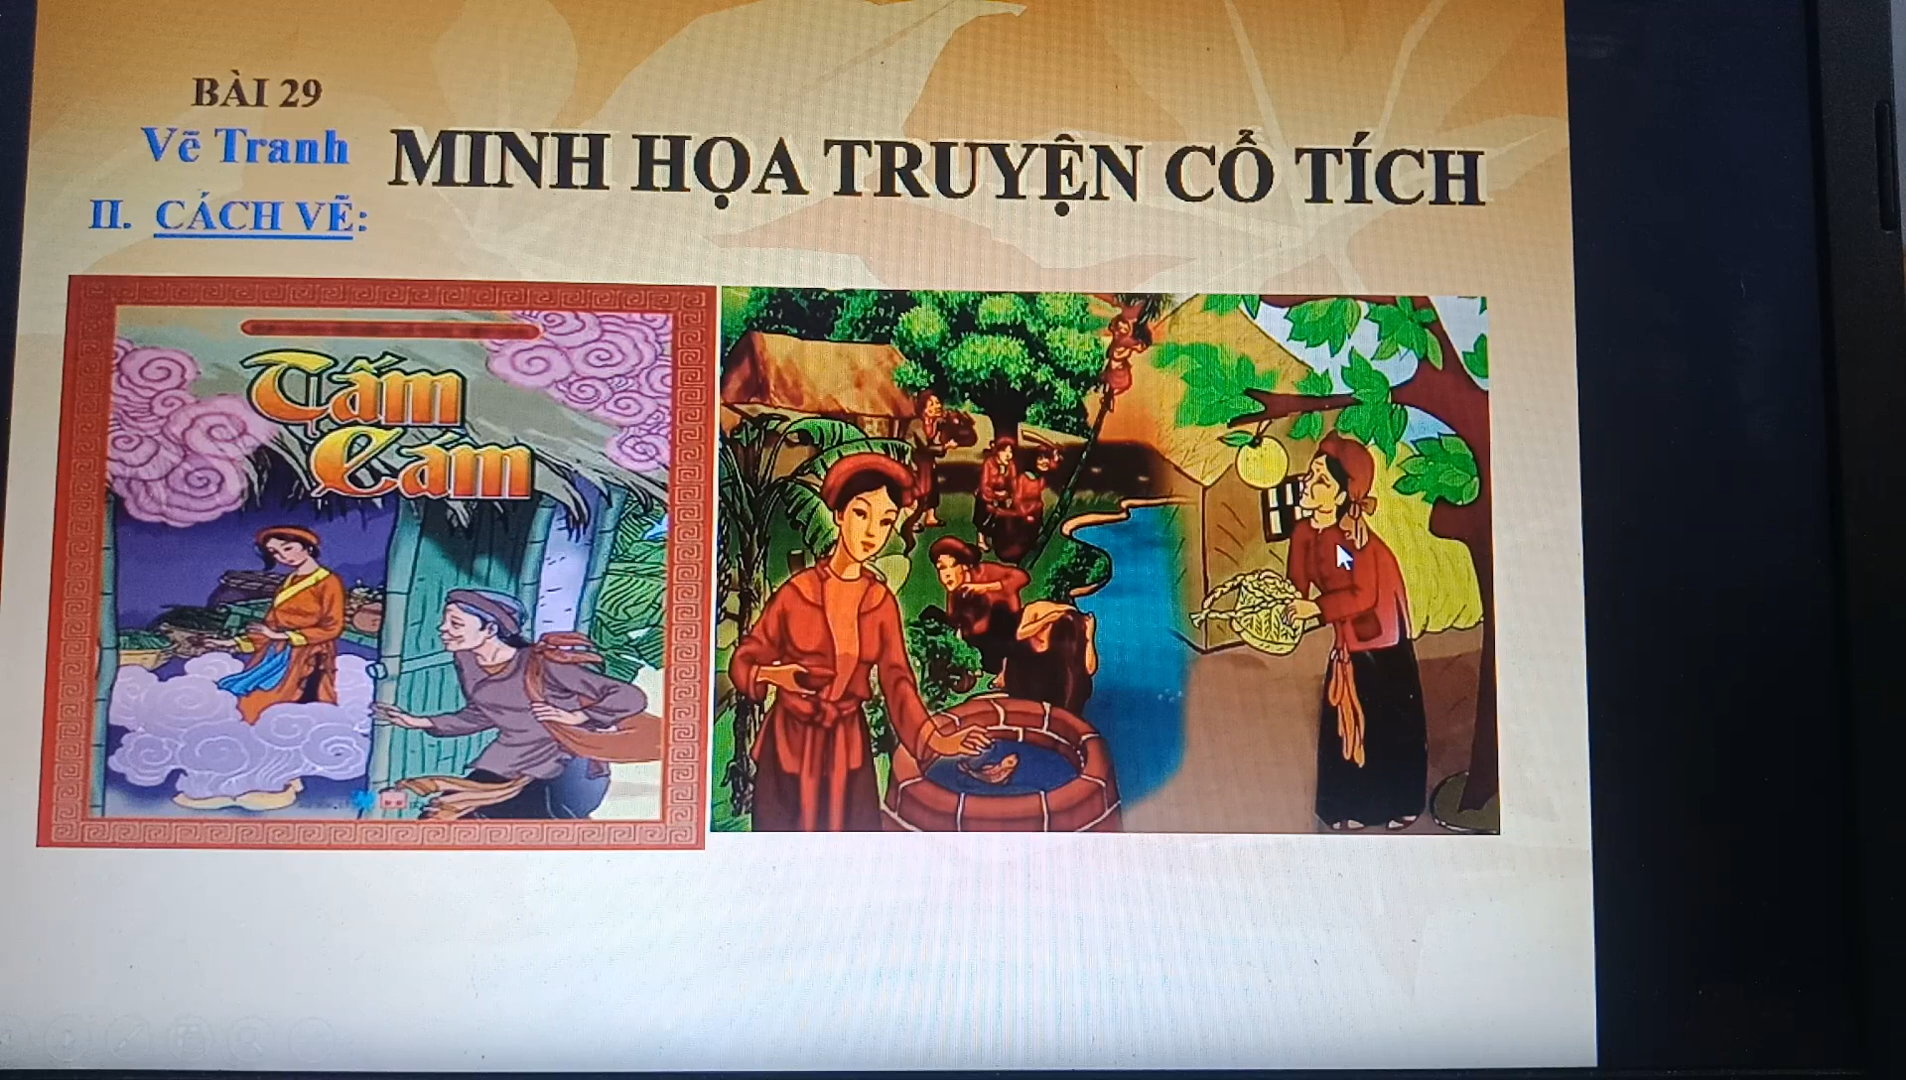 BÀI 29
Vẽ Tranh
MINH HỌA TRUYỆN CỔ TÍCH
II. CÁCH VẼ:
Tấm
Cám